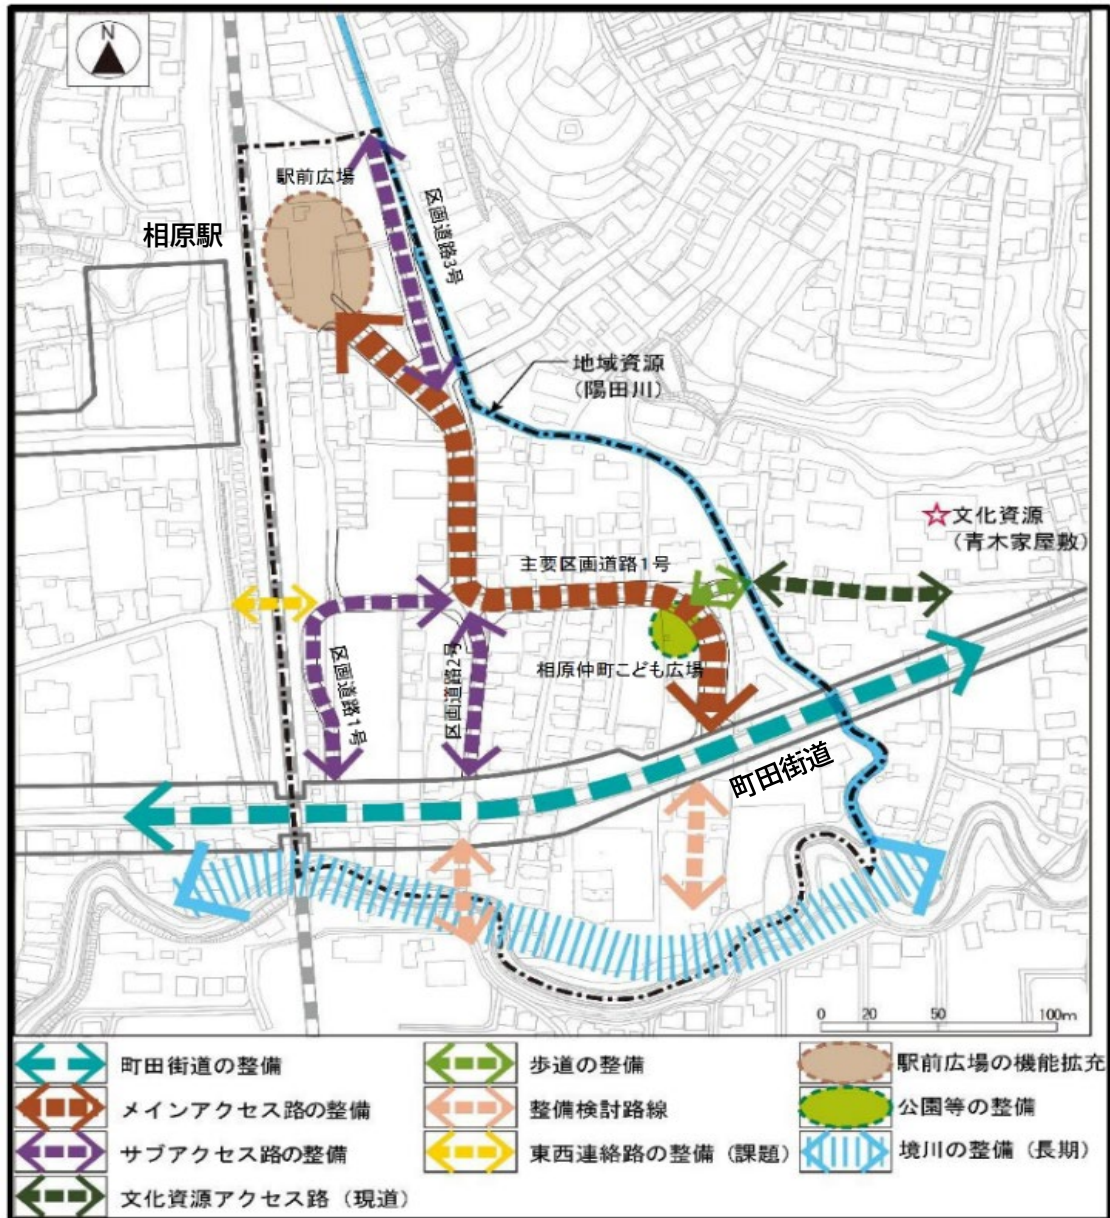 N
駅前広場
相原駅
区画道路3号
地域資源
(陽田川)
文化資源
(青木家屋敷)
主要区画道路1号
相原仲町こども広場
区画道路1号
区画道路2号
町田街道
0 20 50 100m
町田街道の整備
歩道の整備
駅前広場の機能拡充
メインアクセス路の整備
整備検討路線
公園等の整備
サブアクセス路の整備
東西連絡路の整備（課題）
境川の整備（長期）
文化資源アクセス路（現道）